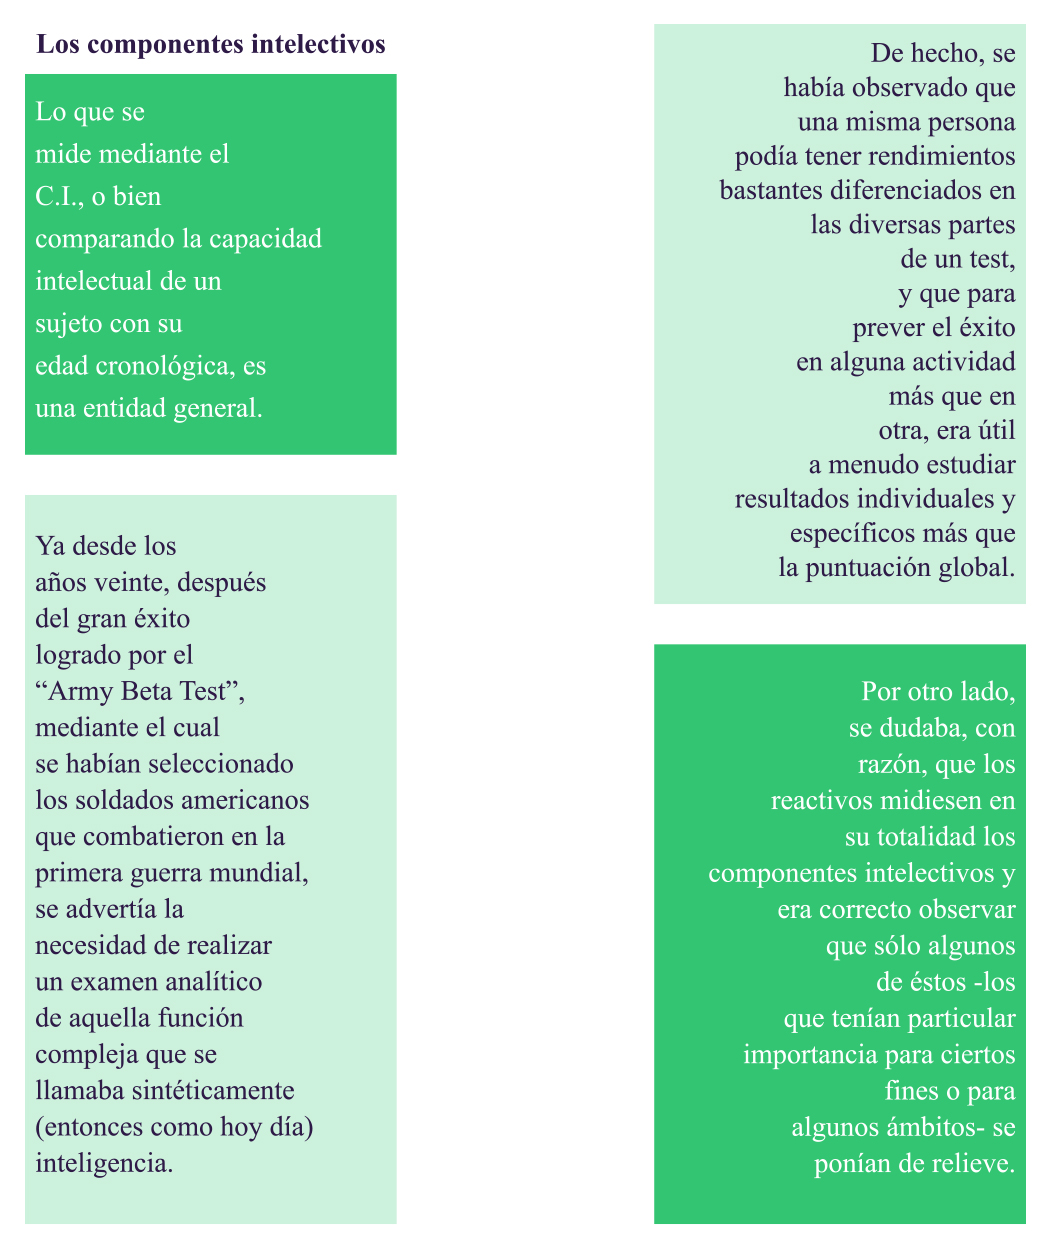 Los componentes intelectivos
Lo que se
mide mediante el
C.I., o bien
comparando la capacidad
intelectual de un
sujeto con su
edad cronológica, es
una entidad general.
Ya desde los
años veinte, después
del gran éxito
logrado por el
“Army Beta Test”,
mediante el cual
se habían seleccionado
los soldados americanos
que combatieron en la
primera guerra mundial,
se advertía la
necesidad de realizar
un examen analítico
de aquella función
compleja que se
llamaba sintéticamente
(entonces como hoy día)
inteligencia.
De hecho, se
había observado que
una misma persona
podía tener rendimientos
bastantes diferenciados en
las diversas partes
de un test,
y que para
prever el éxito
en alguna actividad
más que en
otra, era útil
a menudo estudiar
resultados individuales y
específicos más que
la puntuación global.
Por otro lado,
se dudaba, con
razón, que los
reactivos midiesen en
su totalidad los
componentes intelectivos y
era correcto observar
que sólo algunos
de éstos -los
que tenían particular
importancia para ciertos
fines o para
algunos ámbitos- se
ponían de relieve.